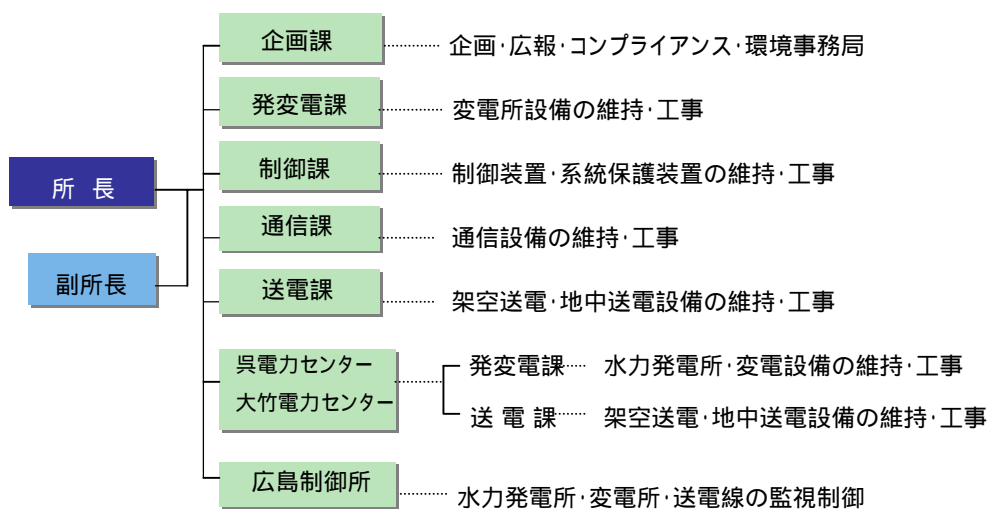 企画課
企画・広報・コンプライアンス・環境事務局
発変電課
変電所設備の維持・工事
制御課
制御装置・系統保護装置の維持・工事
所 長
通信課
通信設備の維持・工事
副所長
送電課
架空送電・地中送電設備の維持・工事
呉電力センター
大竹電力センター
発変電課 水力発電所・変電設備の維持・工事
送 電 課 架空送電・地中送電設備の維持・工事
広島制御所
水力発電所・変電所・送電線の監視制御